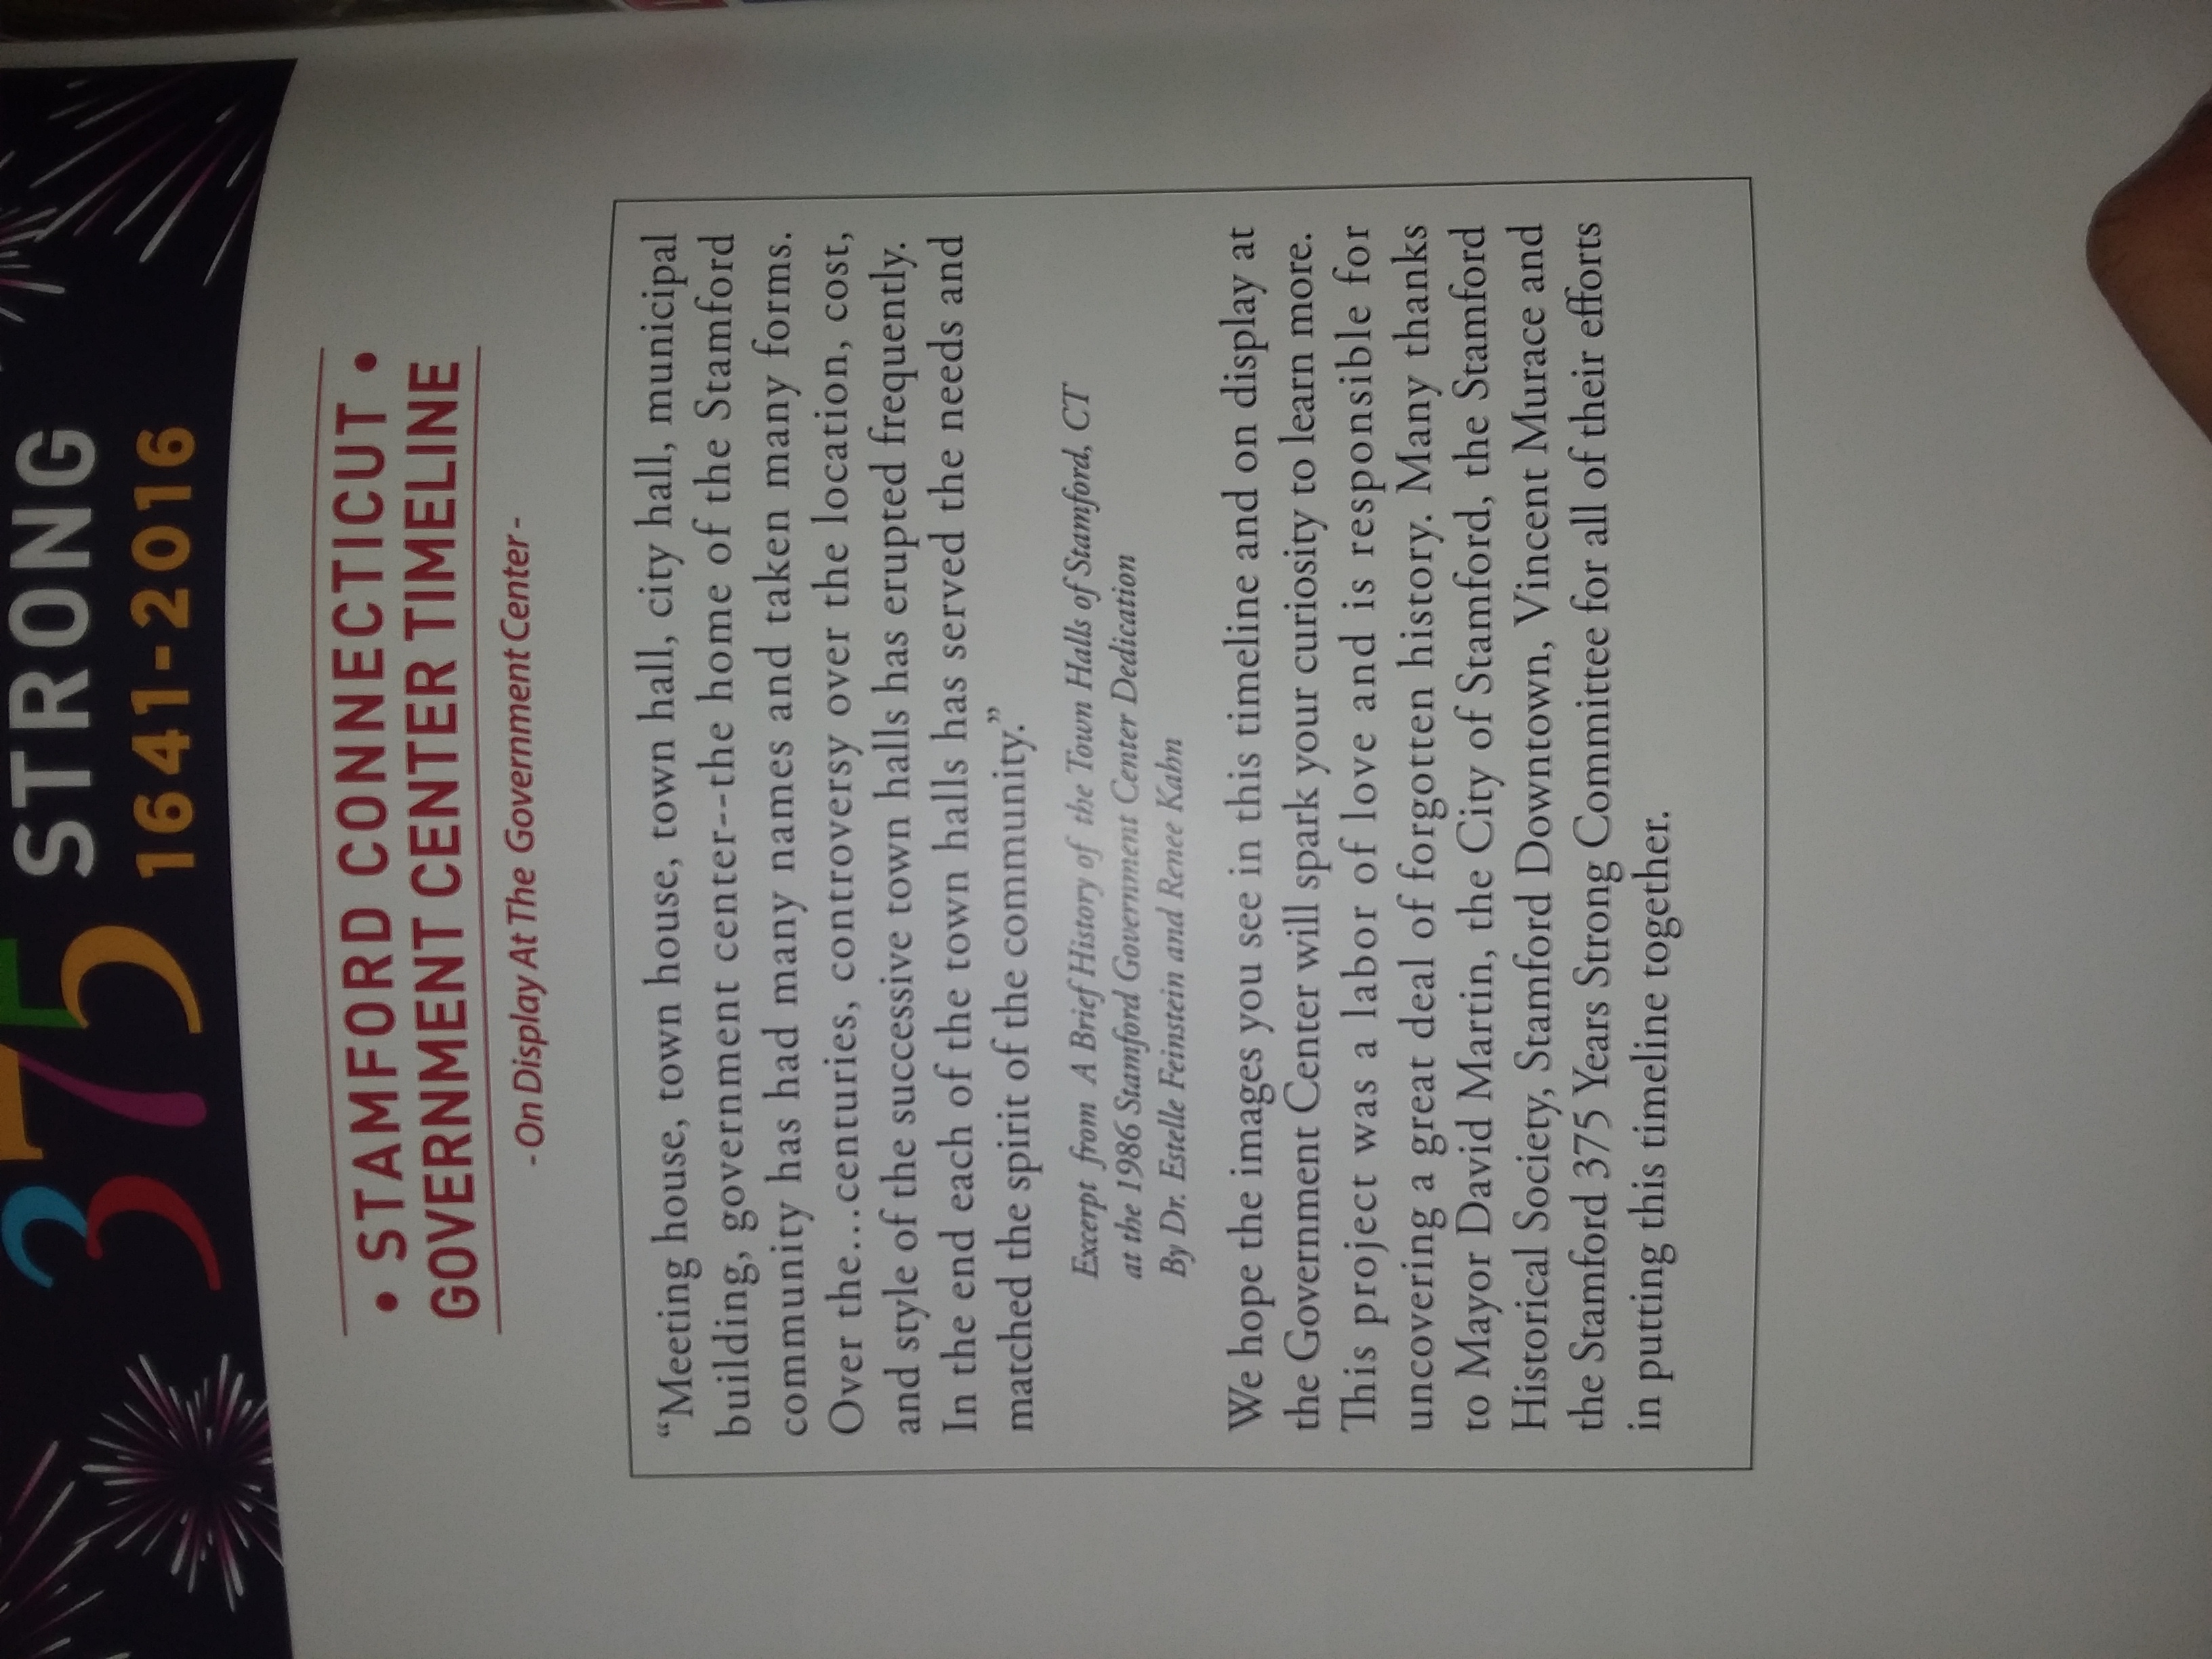 375 STRONG
1641-2016
• STAMFORD CONNECTICUT •
GOVERNMENT CENTER TIMELINE
- On Display At The Government Center -
“Meeting house, town house, town hall, city hall, municipal
building, government center--the home of the Stamford
community has had many names and taken many forms.
Over the...centuries, controversy over the location, cost,
and style of the successive town halls has erupted frequently.
In the end each of the town halls has served the needs and
matched the spirit of the community.”
Excerpt from A Brief History of the Town Halls of Stamford, CT
at the 1986 Stamford Government Center Dedication
By Dr. Estelle Feinstein and Renee Kahn
We hope the images you see in this timeline and on display at
the Government Center will spark your curiosity to learn more.
This project was a labor of love and is responsible for
uncovering a great deal of forgotten history. Many thanks
to Mayor David Martin, the City of Stamford, the Stamford
Historical Society, Stamford Downtown, Vincent Murace and
the Stamford 375 Years Strong Committee for all of their efforts
in putting this timeline together.